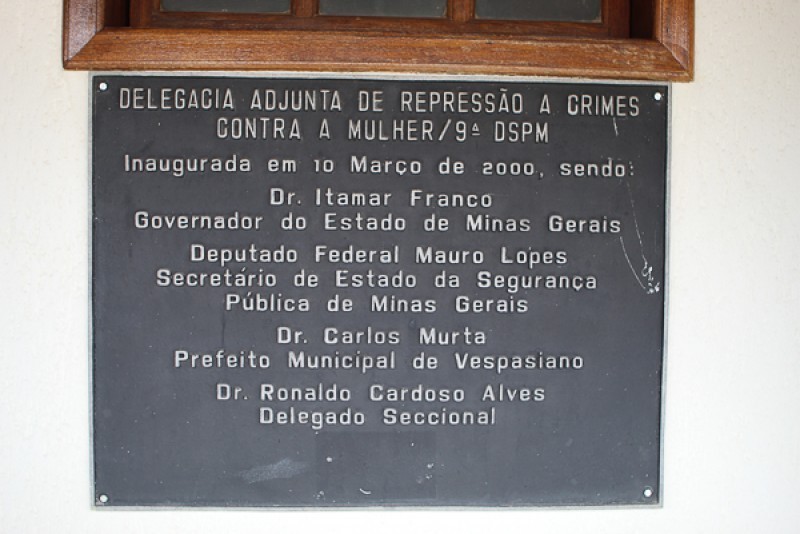 DELEGACIA ADJUNTA DE REPRESSÃO A CRIMES
CONTRA A MULHER/9ª DSPM
Inaugurada em 10 Março de 2000, sendo:
Dr. Itamar Franco
Governador do Estado de Minas Gerais
Deputado Federal Mauro Lopes
Secretário de Estado da Segurança
Pública de Minas Gerais
Dr. Carlos Murta
Prefeito Municipal de Vespasiano
Dr. Ronaldo Cardoso Alves
Delegado Seccional